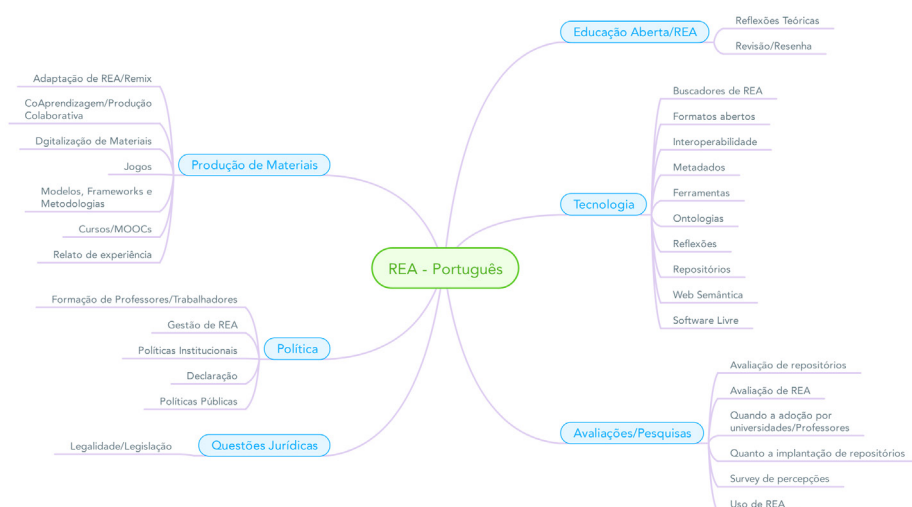 REA - Português
Educação Aberta/REA
Reflexões Teóricas
Revisão/Resenha
Tecnologia
Buscadores de REA
Formatos abertos
Interoperabilidade
Metadados
Ferramentas
Ontologias
Reflexões
Repositórios
Web Semântica
Software Livre
Avaliações/Pesquisas
Avaliação de repositórios
Avaliação de REA
Quando a adoção por
universidades/Professores
Quanto a implantação de repositórios
Survey de percepções
Uso de REA
Produção de Materiais
Adaptação de REA/Remix
CoAprendizagem/Produção
Colaborativa
Dgitalização de Materiais
Jogos
Modelos, Frameworks e
Metodologias
Cursos/MOOCs
Relato de experiência
Política
Formação de Professores/Trabalhadores
Gestão de REA
Politicas Institucionais
Declaração
Políticas Públicas
Questões Jurídicas
Legalidade/Legislação